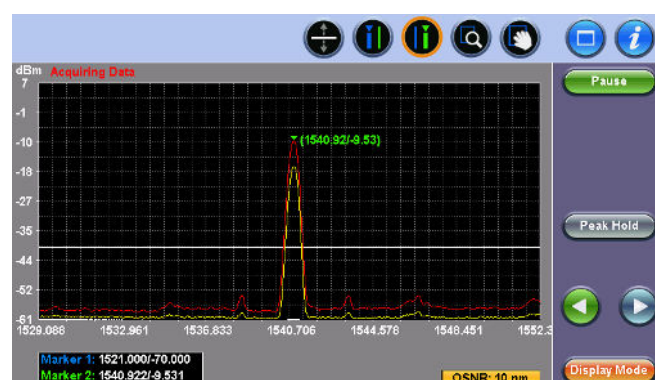 dBm Acquiring Data
7
-1
-10
-18
-27
-35
-44
-52
-61
(1540.92/-9.53)
1529.088 1532.961 1536.833 1540.706 1544.578 1548.451 1552.3
Marker 1: 1521.000/-70.000
Marker 2: 1540.922/-9.531
OSNR: 10 nm
Pause
Peak Hold
Display Mode